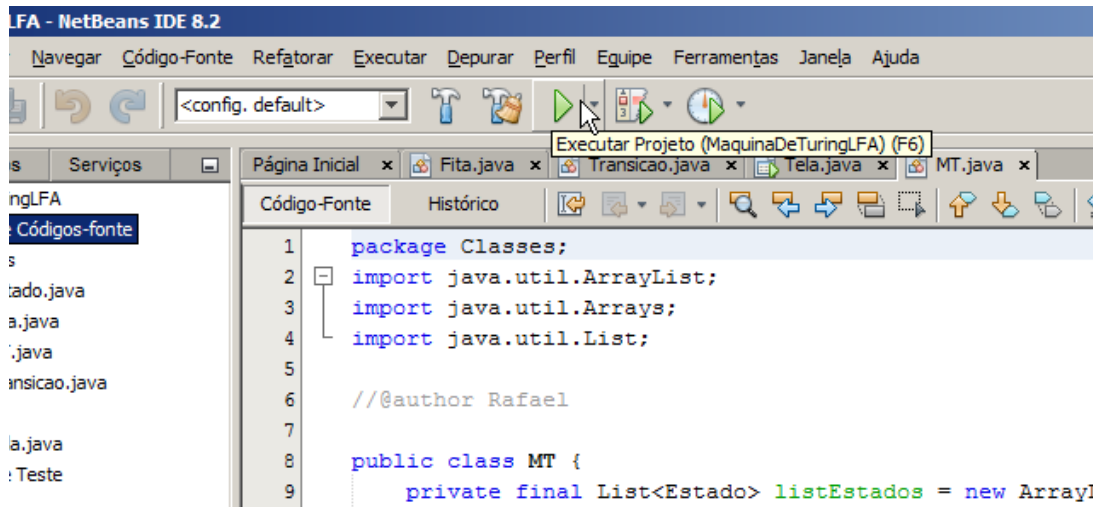 LFA - NetBeans IDE 8.2
Navegar Código-Fonte Refatorar Executar Depurar Perfil Equipe Ferramentas Janela Ajuda
<config. default>
Executar Projeto (MaquinaDeTuringLFA) (F6)
s Serviços
Página Inicial x Fita.java x Transicao.java x Tela.java x MT.java x
ngLFA
Código-Fonte Histórico
e Códigos-fonte
s
tado.java
a.java
.java
ansicao.java
la.java
e Teste
1 package Classes;
2 import java.util.ArrayList;
3 import java.util.Arrays;
4 import java.util.List;
5
6 //@author Rafael
7
8 public class MT {
9 private final List<Estado> listEstados = new Array